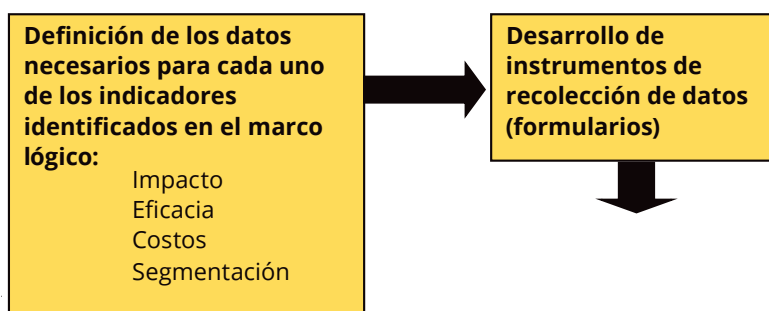 Definición de los datos
necesarios para cada uno
de los indicadores
identificados en el marco
lógico:
Impacto
Eficacia
Costos
Segmentación
Desarrollo de
instrumentos de
recolección de datos
(formularios)